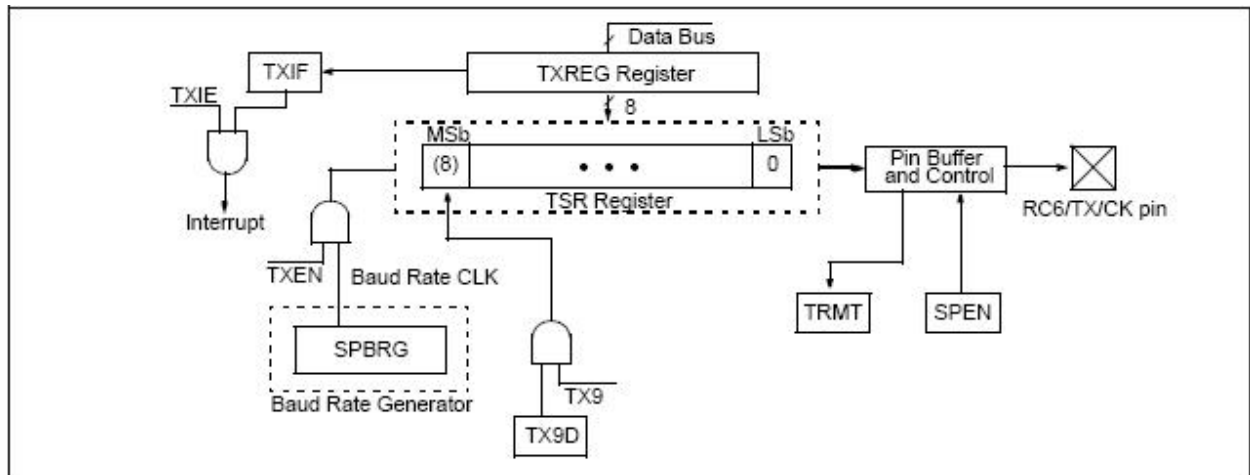 Data Bus
TXIF
TXREG Register
TXIE
8
MSb
LSb
(8)
• • •
0
Pin Buffer
and Control
TSR Register
Interrupt
RC6/TX/CK pin
TXEN
Baud Rate CLK
TRMT
SPEN
SPBRG
TX9
Baud Rate Generator
TX9D